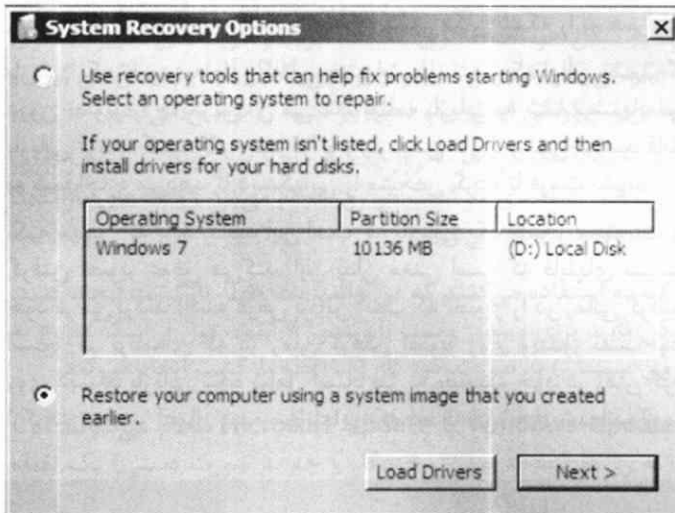 System Recovery Options
Use recovery tools that can help fix problems starting Windows.
Select an operating system to repair.
If your operating system isn't listed, click Load Drivers and then
install drivers for your hard disks.
Operating System Partition Size Location
Windows 7 10136 MB (D:) Local Disk
Restore your computer using a system image that you created
earlier.
Load Drivers Next >